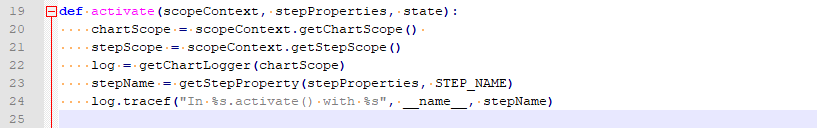 19 def activate(scopeContext, stepProperties, state):
20     chartScope = scopeContext.getChartScope()
21     stepScope = scopeContext.getStepScope()
22     log = getChartLogger(chartScope)
23     stepName = getStepProperty(stepProperties, STEP_NAME)
24     log.tracef("In %s.activate() with %s", __name__, stepName)
25